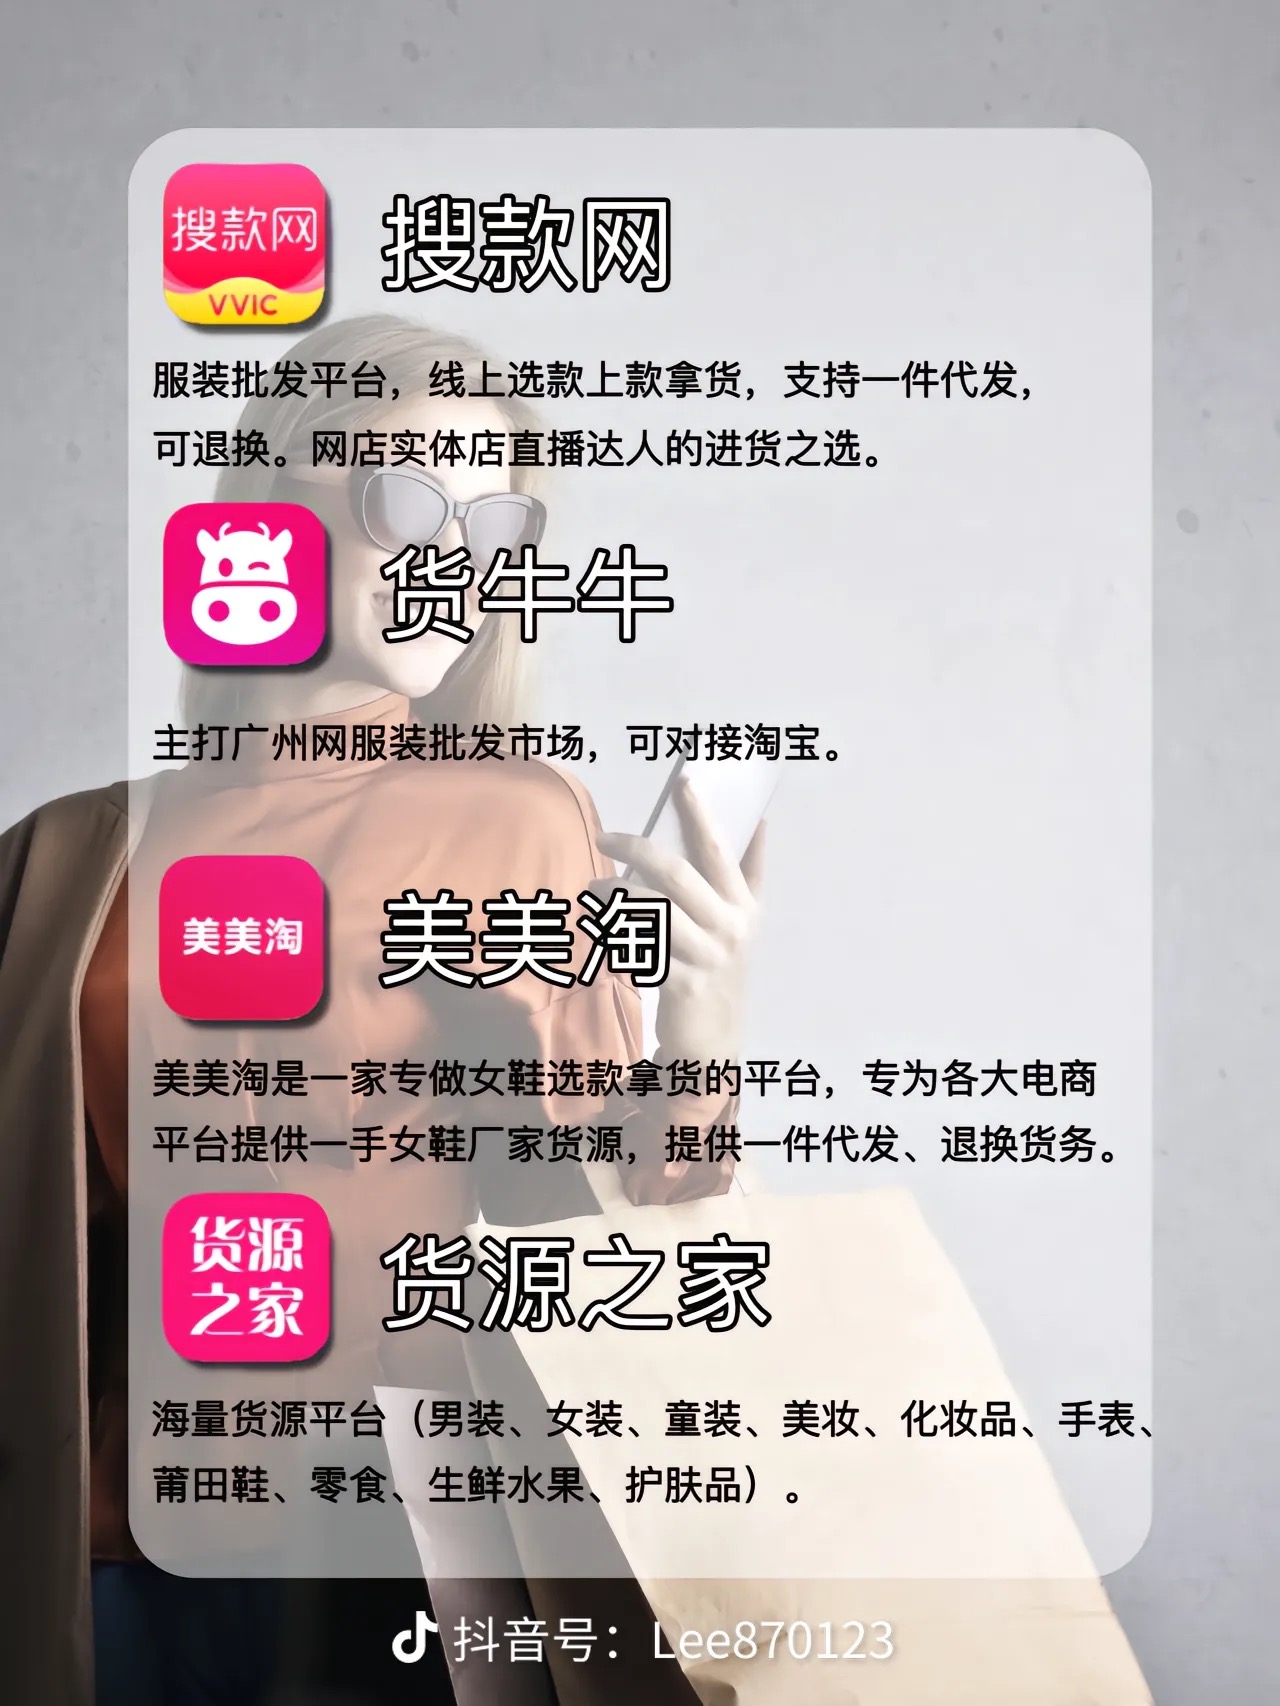 搜款网
VVIC
搜款网
服装批发平台，线上选款上款拿货，支持一件代发，
可退换。网店实体店直播达人的进货之选。
货牛牛
主打广州网服装批发市场，可对接淘宝。
美美淘
美美淘
美美淘是一家专做女鞋选款拿货的平台，专为各大电商
平台提供一手女鞋厂家货源，提供一件代发、退换货务。
货源
之家
货源之家
海量货源平台（男装、女装、童装、美妆、化妆品、手表、
莆田鞋、零食、生鲜水果、护肤品）。
抖音号：Lee870123